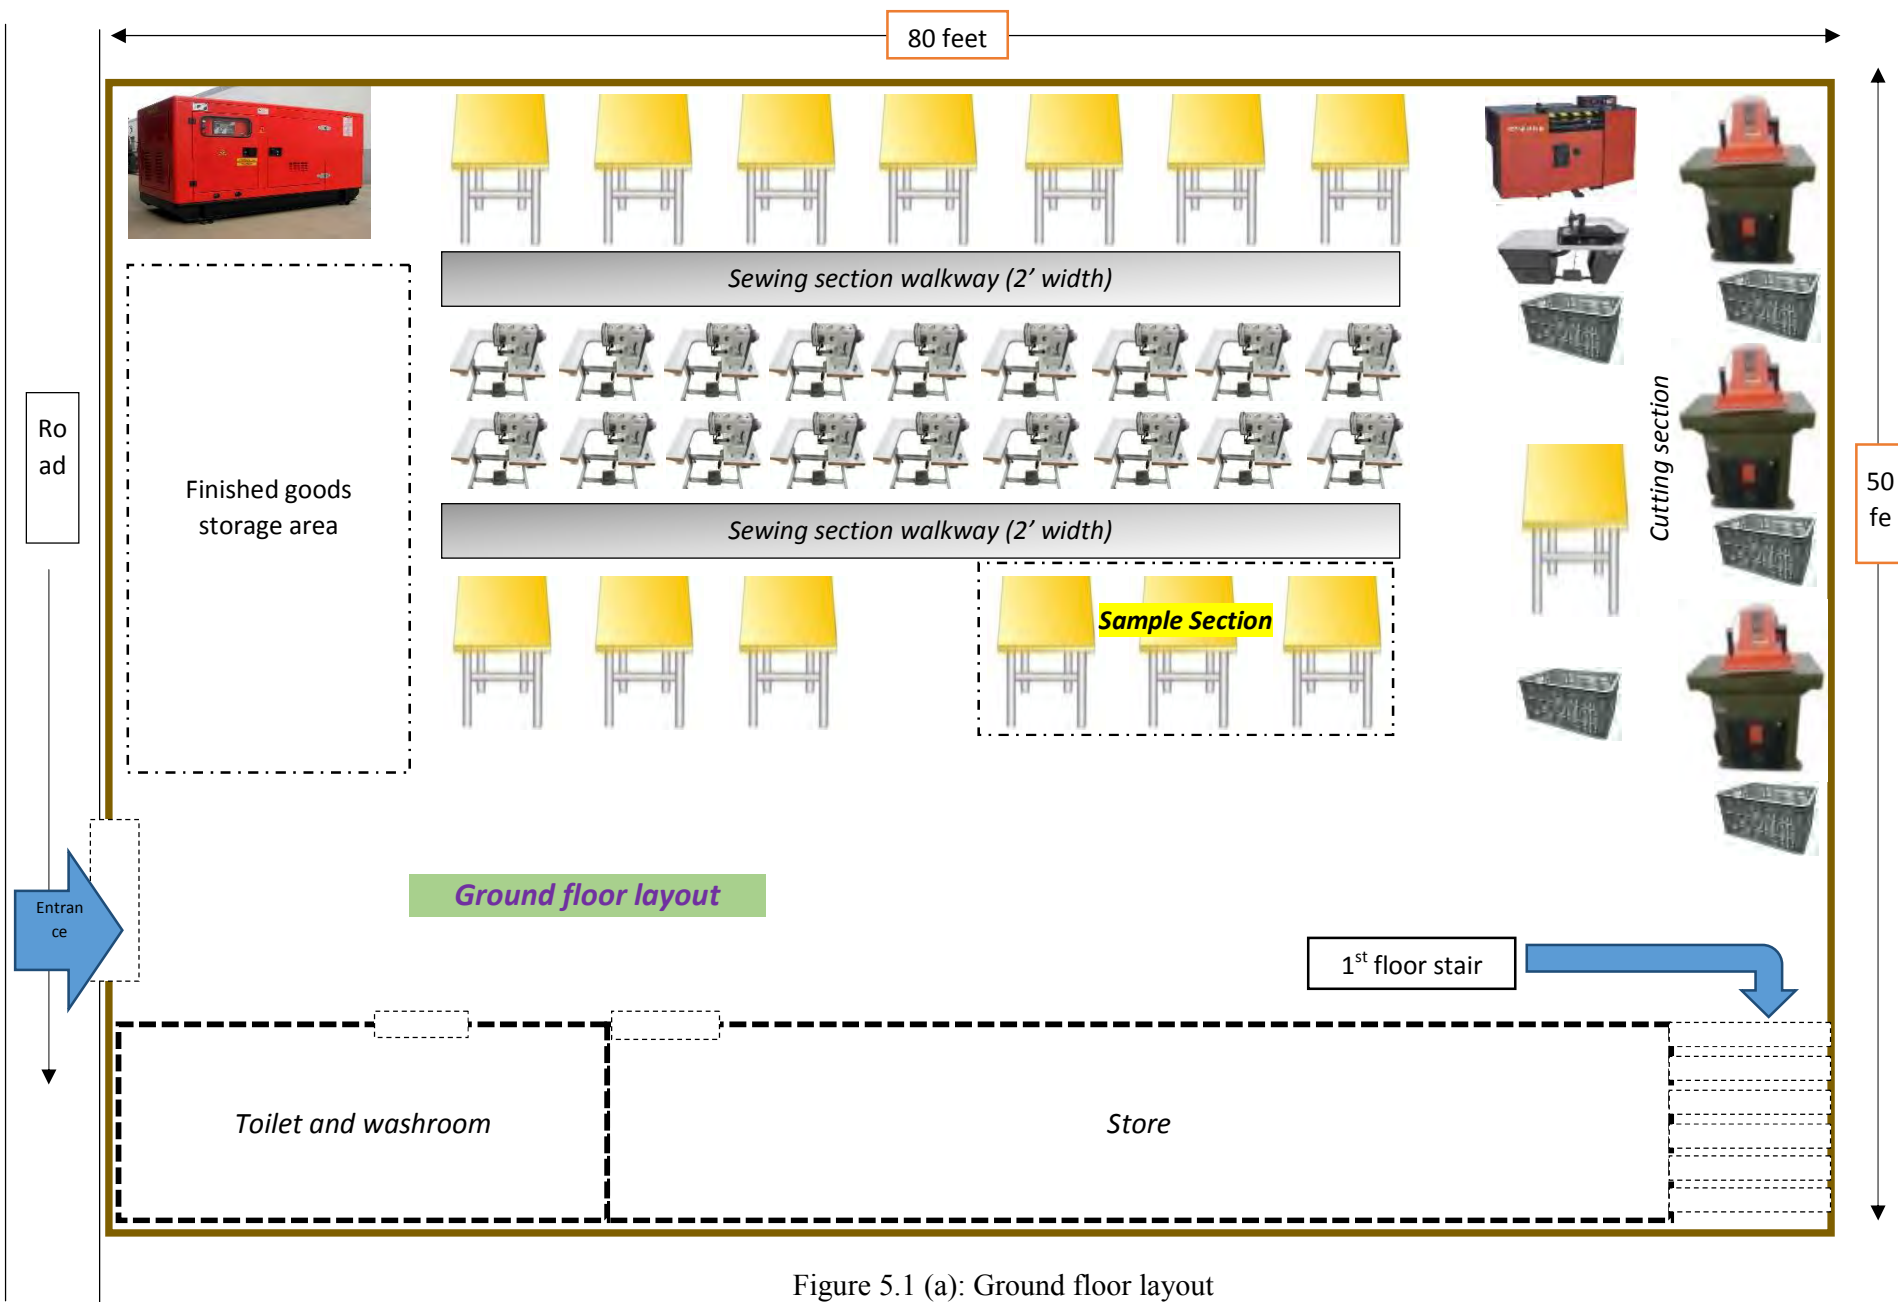 80 feet
Sewing section walkway (2’ width)
Ro
ad
Finished goods
storage area
Cutting section
50
fe
Sewing section walkway (2’ width)
Sample Section
Entran
ce
Ground floor layout
1st floor stair
Toilet and washroom
Store
Figure 5.1 (a): Ground floor layout